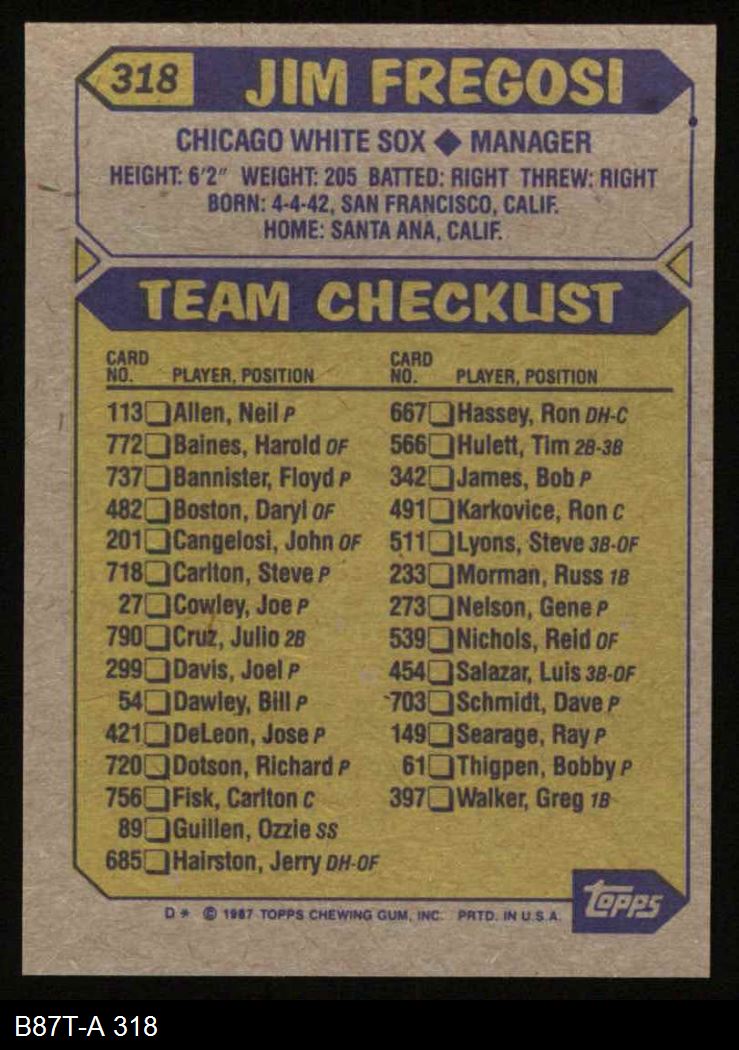 318 JIM FREGOSI
CHICAGO WHITE SOX ◆ MANAGER
HEIGHT: 6'2" WEIGHT: 205 BATTED: RIGHT THREW: RIGHT
BORN: 4-4-42, SAN FRANCISCO, CALIF.
HOME: SANTA ANA, CALIF.
TEAM CHECKLIST
CARD
NO. PLAYER, POSITION
113 Allen, Neil P
772 Baines, Harold OF
737 Bannister, Floyd P
482 Boston, Daryl OF
201 Cangelosi, John OF
718 Carlton, Steve P
27 Cowley, Joe P
790 Cruz, Julio 2B
299 Davis, Joel P
54 Dawley, Bill P
421 DeLeon, Jose P
720 Dotson, Richard P
756 Fisk, Carlton C
89 Guillen, Ozzie SS
685 Hairston, Jerry DH-OF
CARD
NO. PLAYER, POSITION
667 Hassey, Ron DH-C
566 Hulett, Tim 2B-3B
342 James, Bob P
491 Karkovice, Ron C
511 Lyons, Steve 3B-OF
233 Morman, Russ 1B
273 Nelson, Gene P
539 Nichols, Reid OF
454 Salazar, Luis 3B-OF
703 Schmidt, Dave P
149 Searage, Ray P
61 Thigpen, Bobby P
397 Walker, Greg 1B
topps
D* © 1987 TOPPS CHEWING GUM, INC. PRTD. IN U.S.A.
B87T-A 318